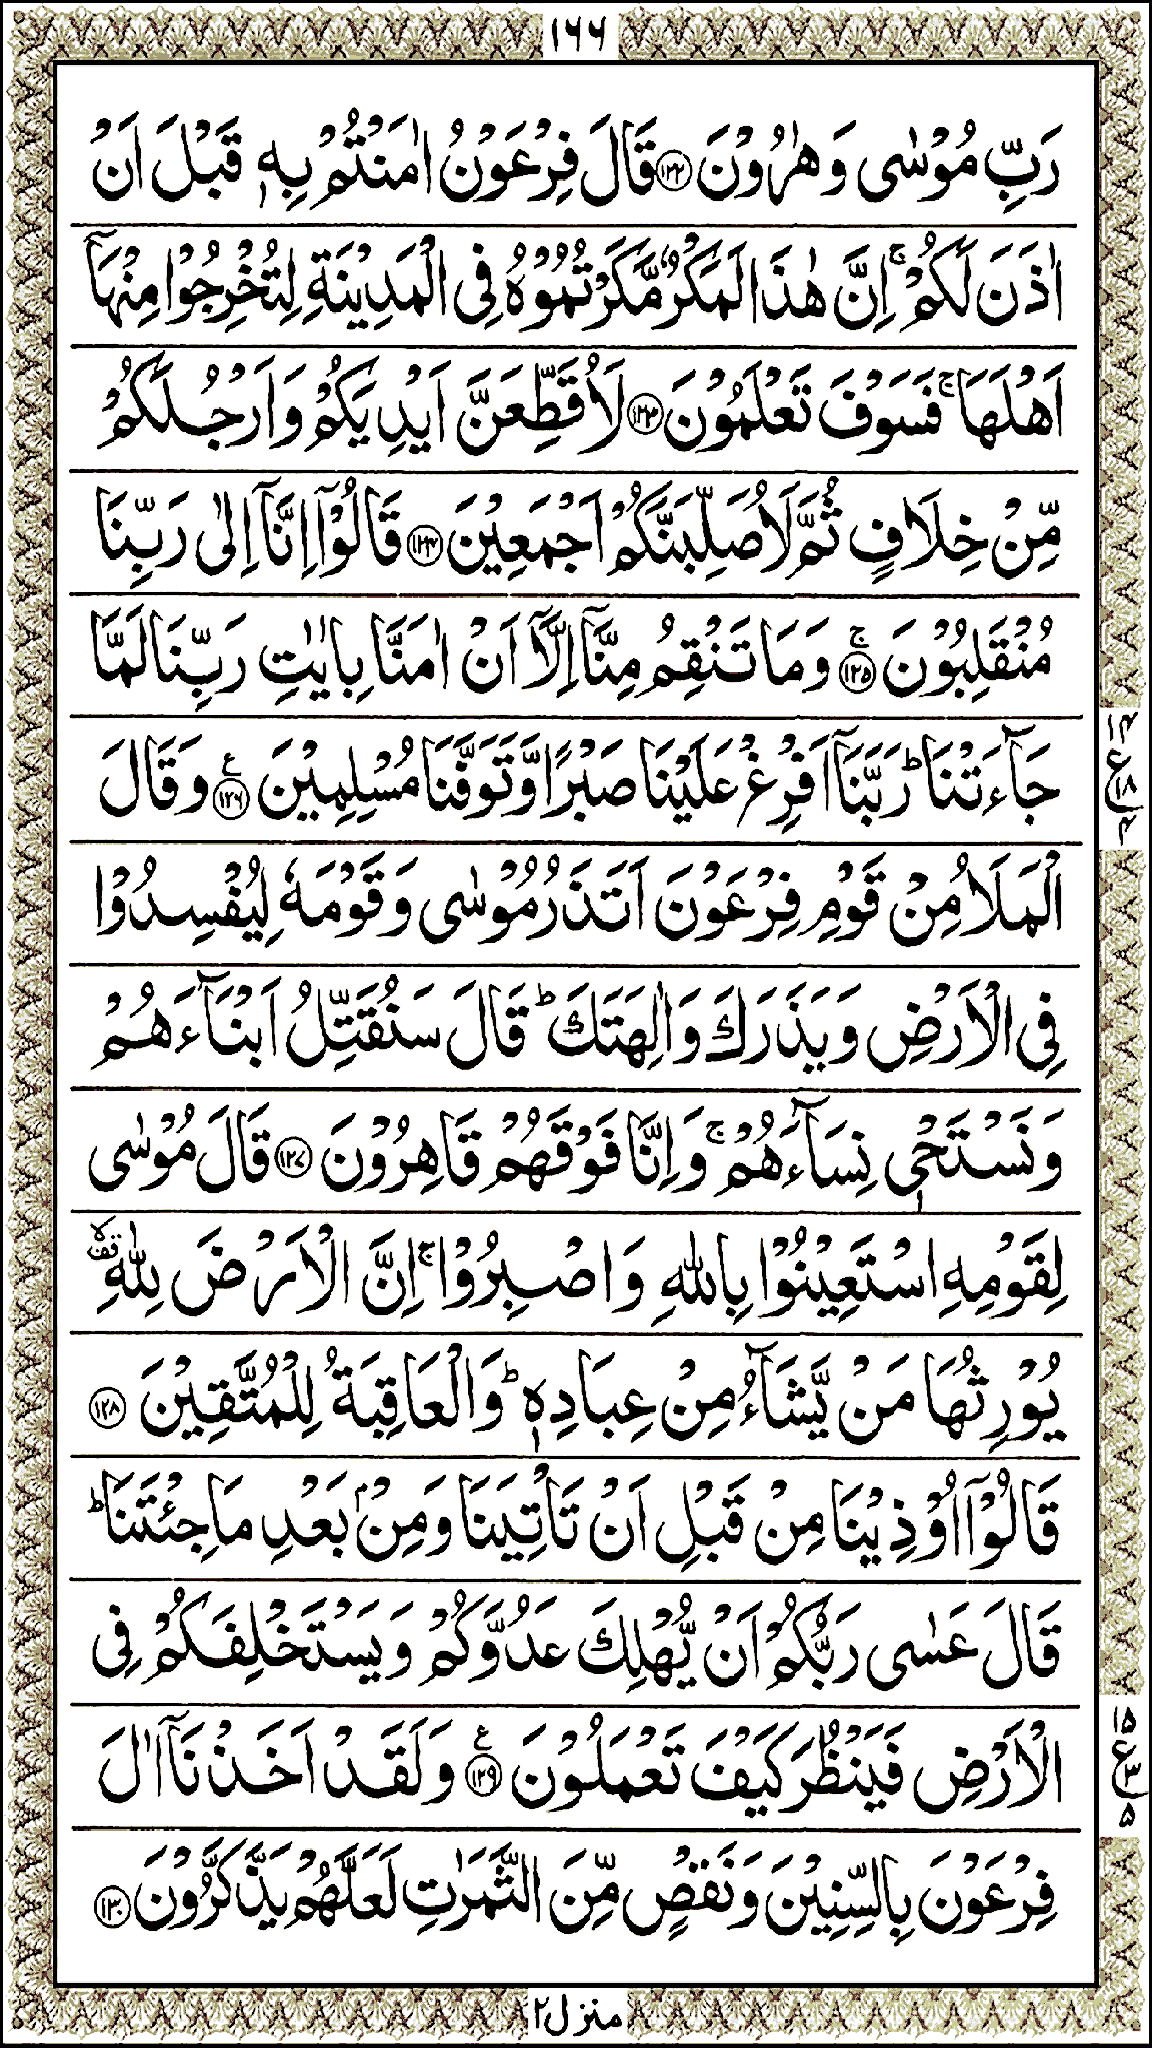 ١٦٦
رَبِّ مُوْسٰى وَهٰرُوْنَ ﴿١٢٢﴾ قَالَ فِرْعَوْنُ اٰمَنْتُمْ بِهٖ قَبْلَ اَنْ
اٰذَنَ لَكُمْ ۚ اِنَّ هٰذَا لَمَكْرٌ مَّكَرْتُمُوْهُ فِى الْمَدِيْنَةِ لِتُخْرِجُوْا مِنْهَاۤ
اَهْلَهَا ۚ فَسَوْفَ تَعْلَمُوْنَ ﴿١٢٣﴾ لَاُقَطِّعَنَّ اَيْدِيَكُمْ وَاَرْجُلَكُمْ
مِّنْ خِلَافٍ ثُمَّ لَاُصَلِّبَنَّكُمْ اَجْمَعِيْنَ ﴿١٢٤﴾ قَالُوْۤا اِنَّاۤ اِلٰى رَبِّنَا
مُنْقَلِبُوْنَ ﴿١٢٥﴾ ۚ وَمَا تَنْقِمُ مِنَّاۤ اِلَّاۤ اَنْ اٰمَنَّا بِاٰيٰتِ رَبِّنَا لَمَّا
جَآءَتْنَا ؕ رَبَّنَاۤ اَفْرِغْ عَلَيْنَا صَبْرًا وَّتَوَفَّنَا مُسْلِمِيْنَ ﴿١٢٦﴾ ع وَقَالَ
الْمَلَاُ مِنْ قَوْمِ فِرْعَوْنَ اَتَذَرُ مُوْسٰى وَقَوْمَهٗ لِيُفْسِدُوْا
فِى الْاَرْضِ وَيَذَرَكَ وَاٰلِهَتَكَ ؕ قَالَ سَنُقَتِّلُ اَبْنَآءَهُمْ
وَنَسْتَحْىٖ نِسَآءَهُمْ ۚ وَاِنَّا فَوْقَهُمْ قَاهِرُوْنَ ﴿١٢٧﴾ قَالَ مُوْسٰى
لِقَوْمِهِ اسْتَعِيْنُوْا بِاللّٰهِ وَاصْبِرُوْا ۚ اِنَّ الْاَرْضَ لِلّٰهِ ۙقف
يُوْرِثُهَا مَنْ يَّشَآءُ مِنْ عِبَادِهٖ ؕ وَالْعَاقِبَةُ لِلْمُتَّقِيْنَ ﴿١٢٨﴾
قَالُوْۤا اُوْذِيْنَا مِنْ قَبْلِ اَنْ تَاْتِيَنَا وَمِنْۢ بَعْدِ مَا جِئْتَنَا ؕ
قَالَ عَسٰى رَبُّكُمْ اَنْ يُّهْلِكَ عَدُوَّكُمْ وَيَسْتَخْلِفَكُمْ فِى
الْاَرْضِ فَيَنْظُرَ كَيْفَ تَعْمَلُوْنَ ﴿١٢٩﴾ ع وَلَقَدْ اَخَذْنَاۤ اٰلَ
فِرْعَوْنَ بِالسِّنِيْنَ وَنَقْصٍ مِّنَ الثَّمَرٰتِ لَعَلَّهُمْ يَذَّكَّرُوْنَ ﴿١٣٠﴾
١٤
ع ١٨
٤
١٥
ع ٣
٥
منزل ٢